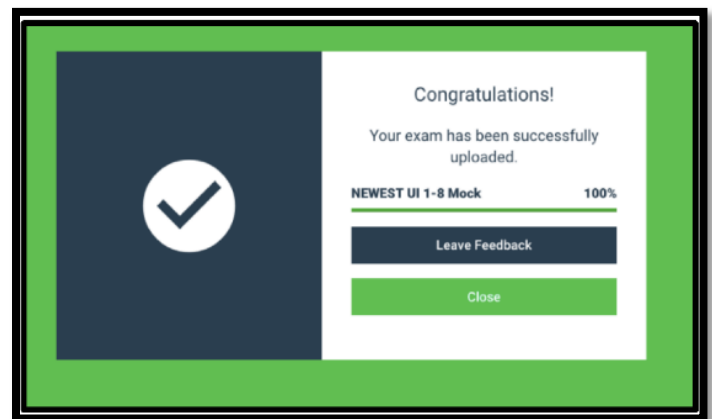 Congratulations!
Your exam has been successfully
uploaded.
NEWEST UI 1-8 Mock 100%
Leave Feedback
Close